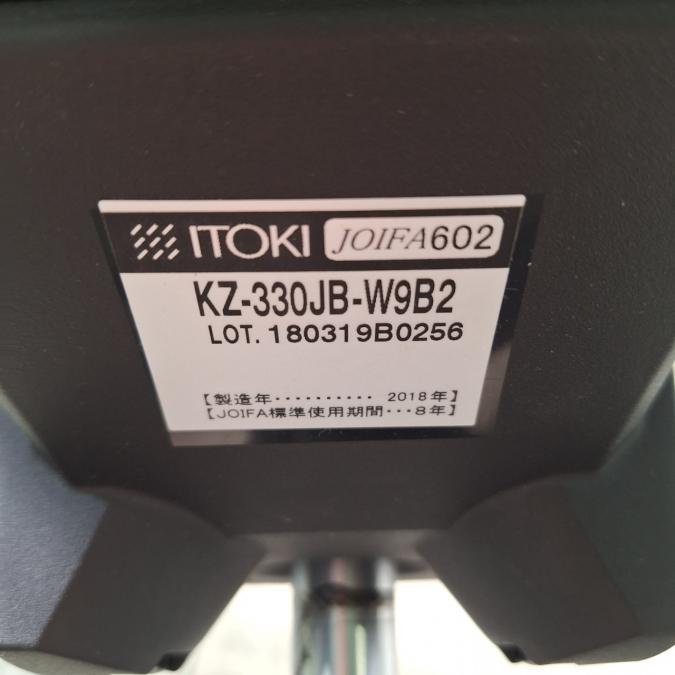 ITOKI JOIFA602
KZ-330JB-W9B2
LOT. 180319B0256
【製造年・・・・・・・・・・ 2018年】
【JOIFA標準使用期間・・・8年】